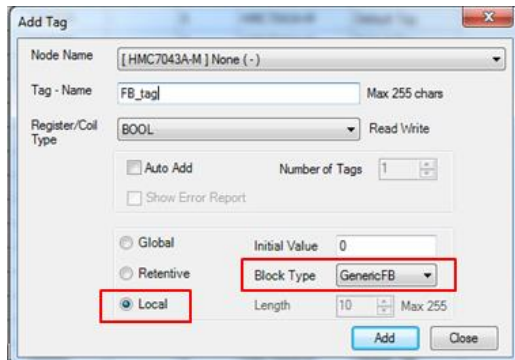 Add Tag
Node Name [ HMC7043A-M ] None ( - )
Tag - Name FB_tag Max 255 chars
Register/Coil Type BOOL Read Write
Auto Add Number of Tags 1
Show Error Report
Global Initial Value 0
Retentive Block Type GenericFB
Local Length 10 Max 255
Add Close